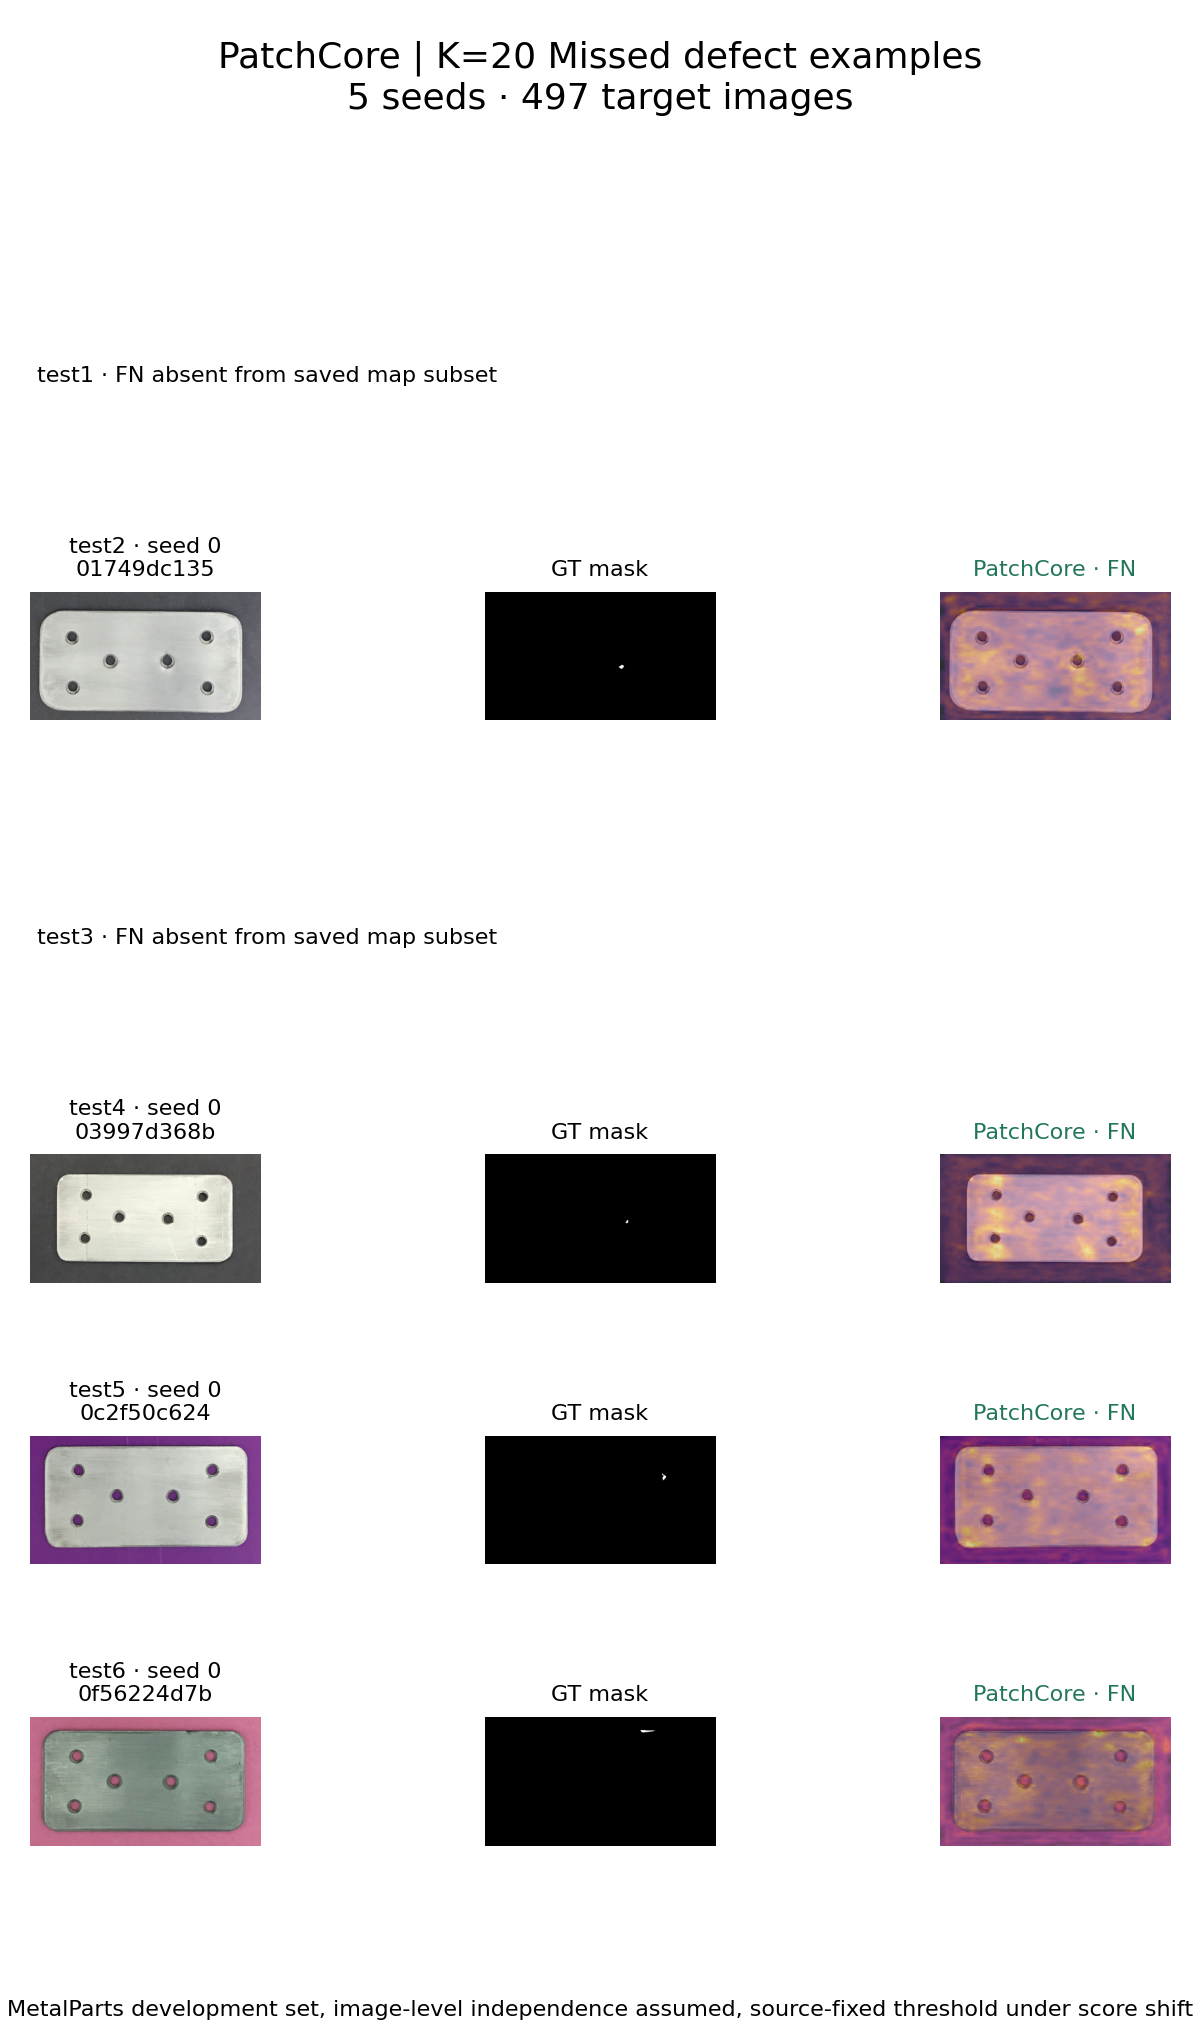 PatchCore | K=20 Missed defect examples
5 seeds · 497 target images
test1 · FN absent from saved map subset
test2 · seed 0
01749dc135
GT mask
PatchCore · FN
test3 · FN absent from saved map subset
test4 · seed 0
03997d368b
GT mask
PatchCore · FN
test5 · seed 0
0c2f50c624
GT mask
PatchCore · FN
test6 · seed 0
0f56224d7b
GT mask
PatchCore · FN
MetalParts development set, image-level independence assumed, source-fixed threshold under score shift